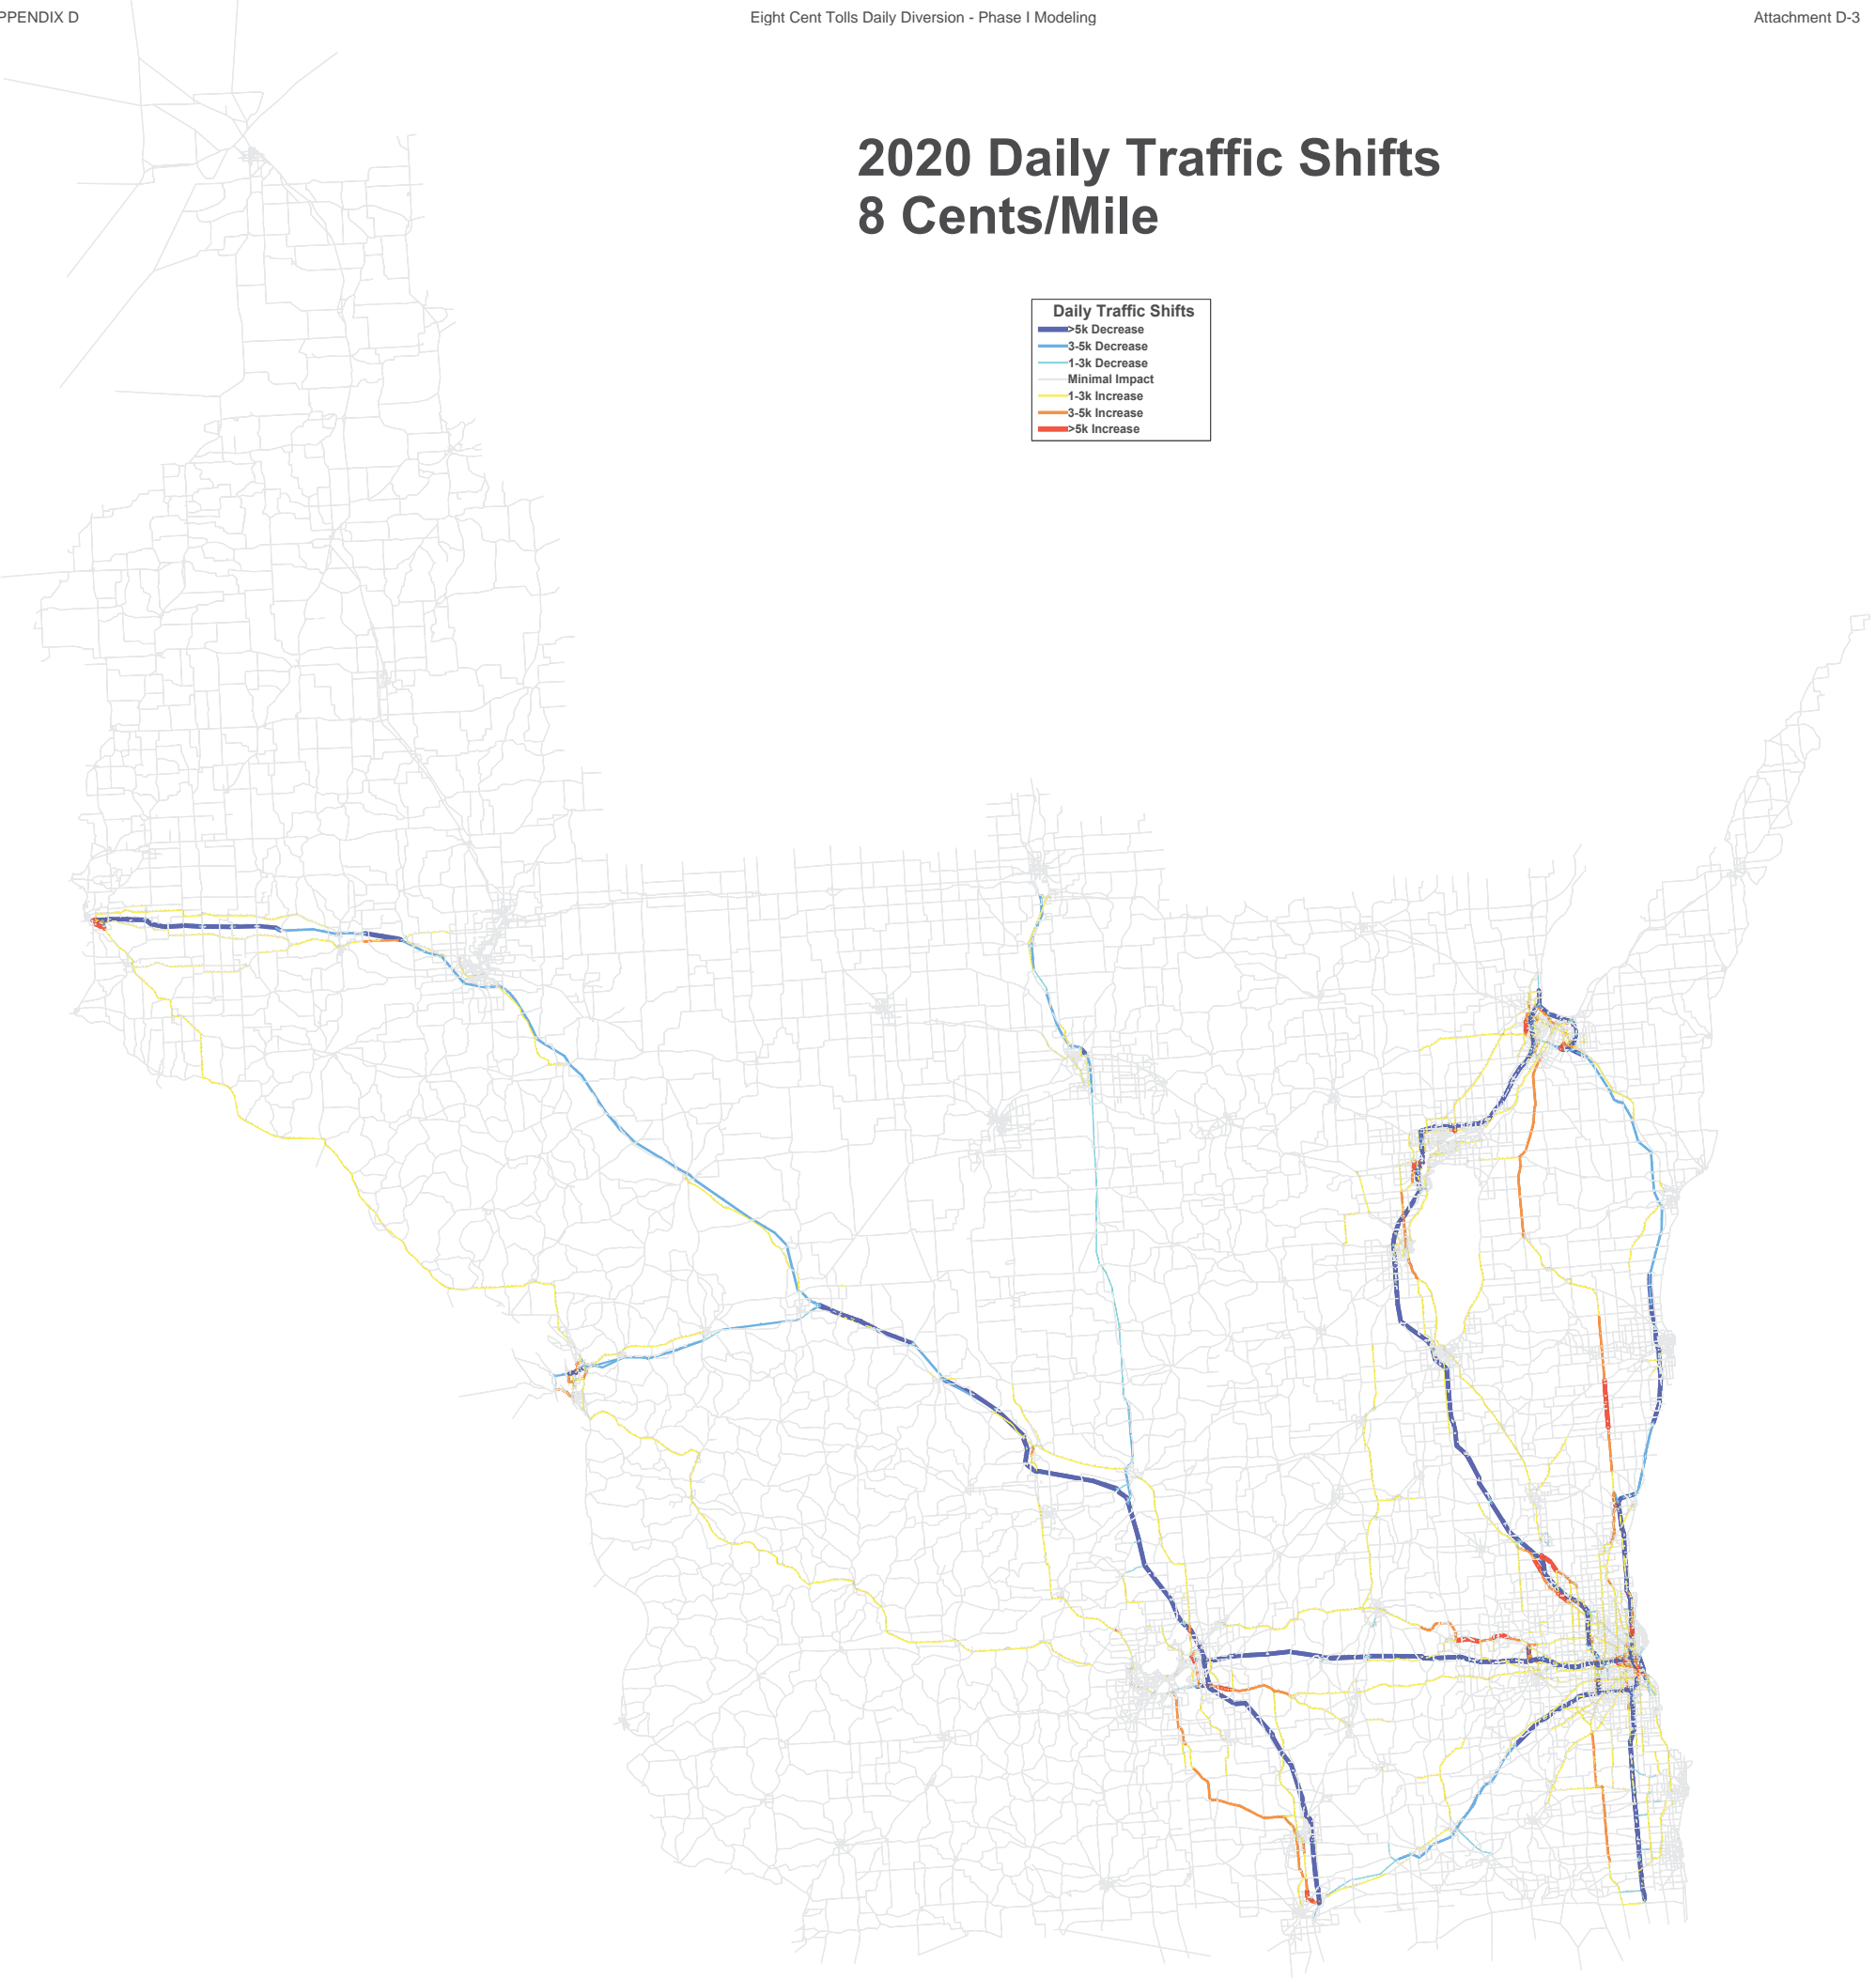 PPENDIX D
Eight Cent Tolls Daily Diversion - Phase I Modeling
Attachment D-3
2020 Daily Traffic Shifts
8 Cents/Mile
Daily Traffic Shifts
>5k Decrease
3-5k Decrease
1-3k Decrease
Minimal Impact
1-3k Increase
3-5k Increase
>5k Increase